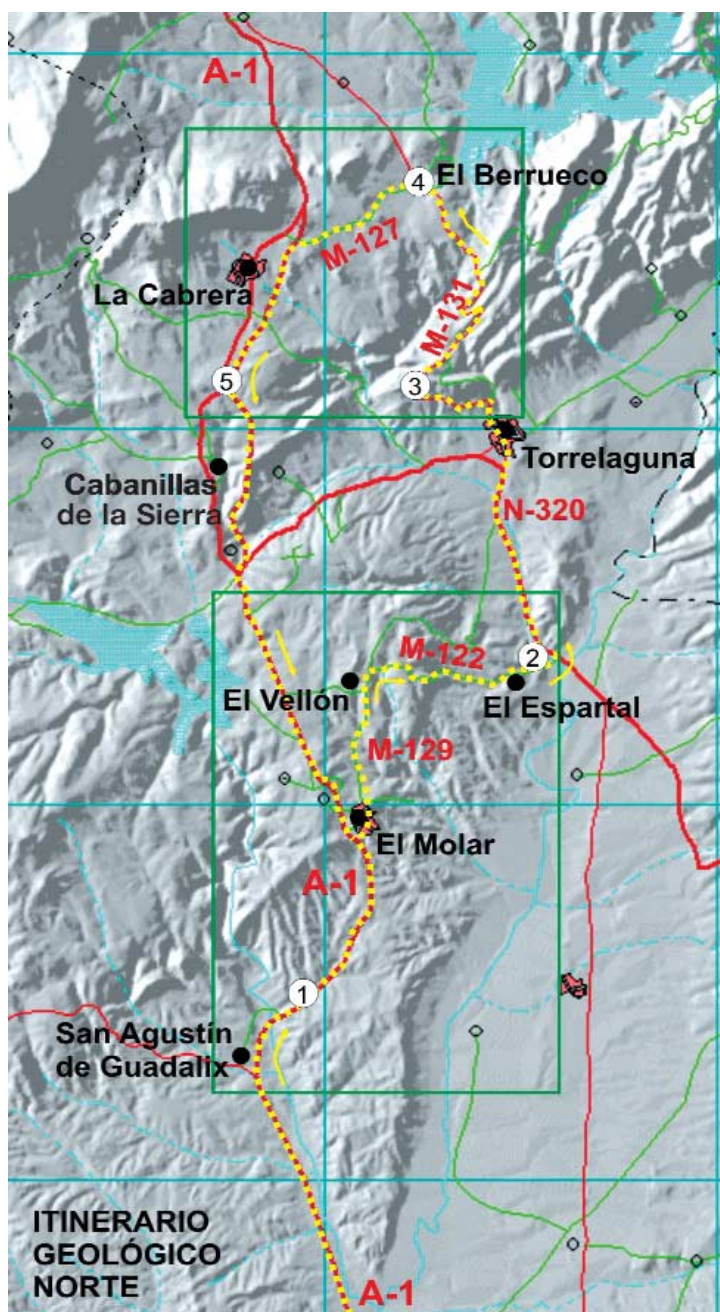 A-1
4
El Berrueco
M-127
La Cabrera
M-131
5
3
Torrelaguna
Cabanillas
de la Sierra
N-320
M-122
2
El Vellón
El Espartal
M-129
El Molar
A-1
1
San Agustín
de Guadalix
ITINERARIO
GEOLÓGICO
NORTE
A-1